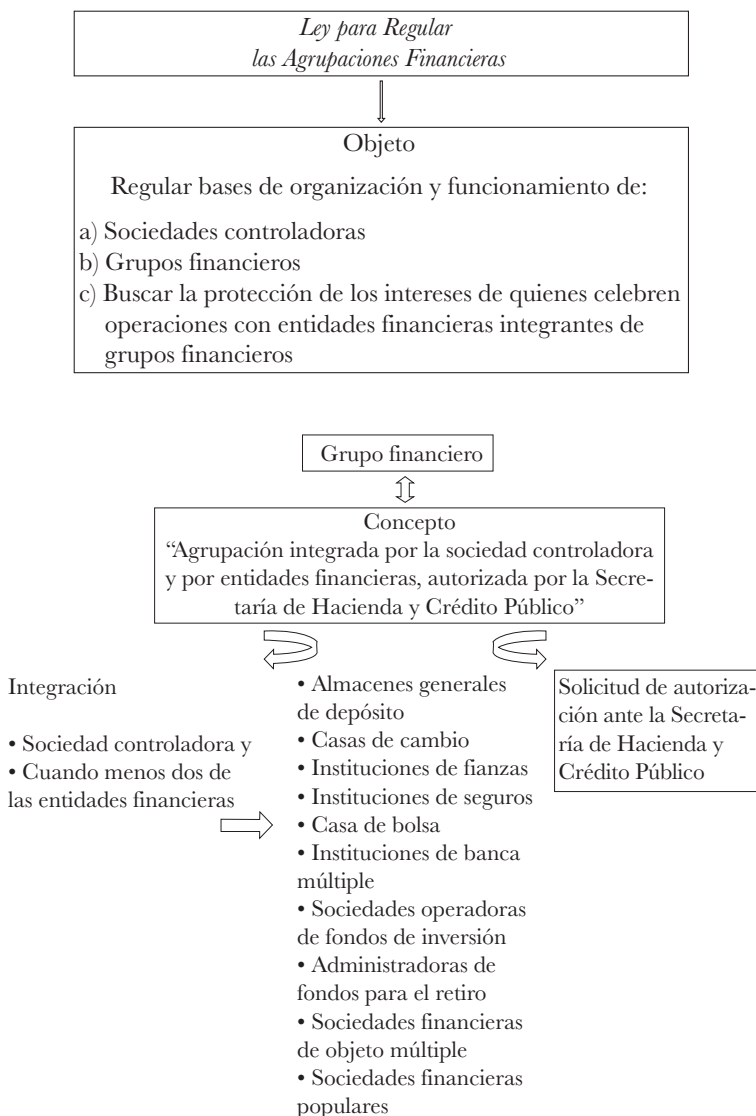 Ley para Regular
las Agrupaciones Financieras
Objeto
Regular bases de organización y funcionamiento de:
a) Sociedades controladoras
b) Grupos financieros
c) Buscar la protección de los intereses de quienes celebren
operaciones con entidades financieras integrantes de
grupos financieros
Grupo financiero
Concepto
“Agrupación integrada por la sociedad controladora
y por entidades financieras, autorizada por la Secre-
taría de Hacienda y Crédito Público”
Integración
• Sociedad controladora y
• Cuando menos dos de
las entidades financieras
• Almacenes generales
de depósito
• Casas de cambio
• Instituciones de fianzas
• Instituciones de seguros
• Casa de bolsa
• Instituciones de banca
múltiple
• Sociedades operadoras
de fondos de inversión
• Administradoras de
fondos para el retiro
• Sociedades financieras
de objeto múltiple
• Sociedades financieras
populares
Solicitud de autoriza-
ción ante la Secreta-
ría de Hacienda y
Crédito Público